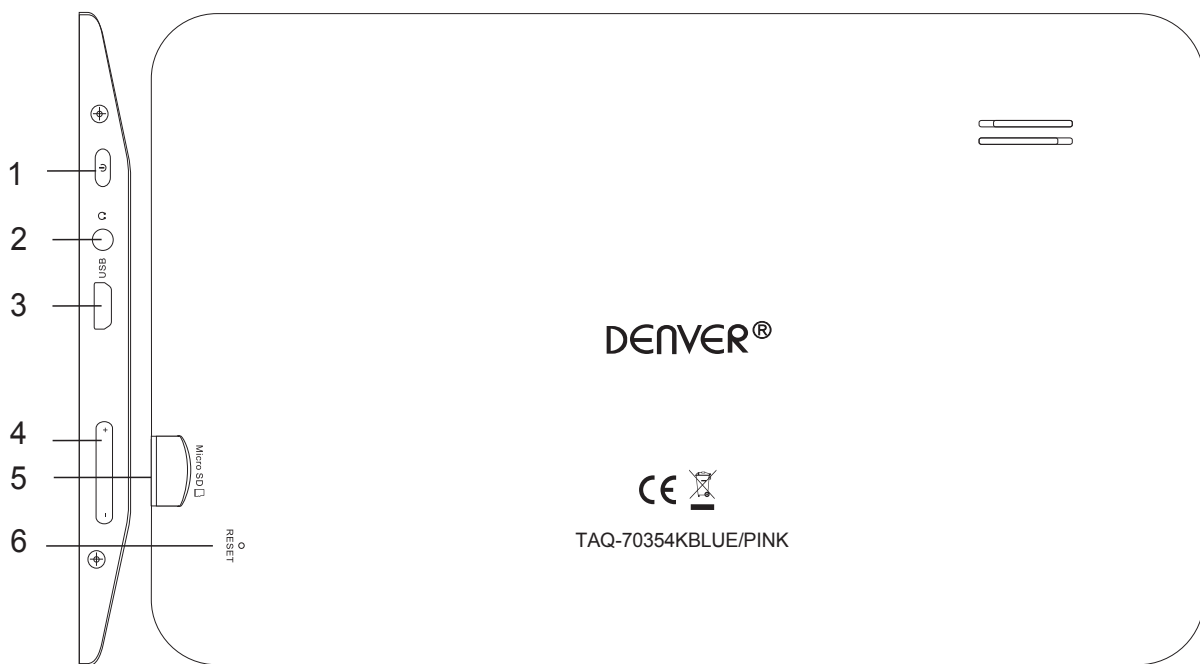 1
2
USB
3
4
+
Micro SD
5
-
6
RESET
DENVER®
CE
TAQ-70354KBLUE/PINK